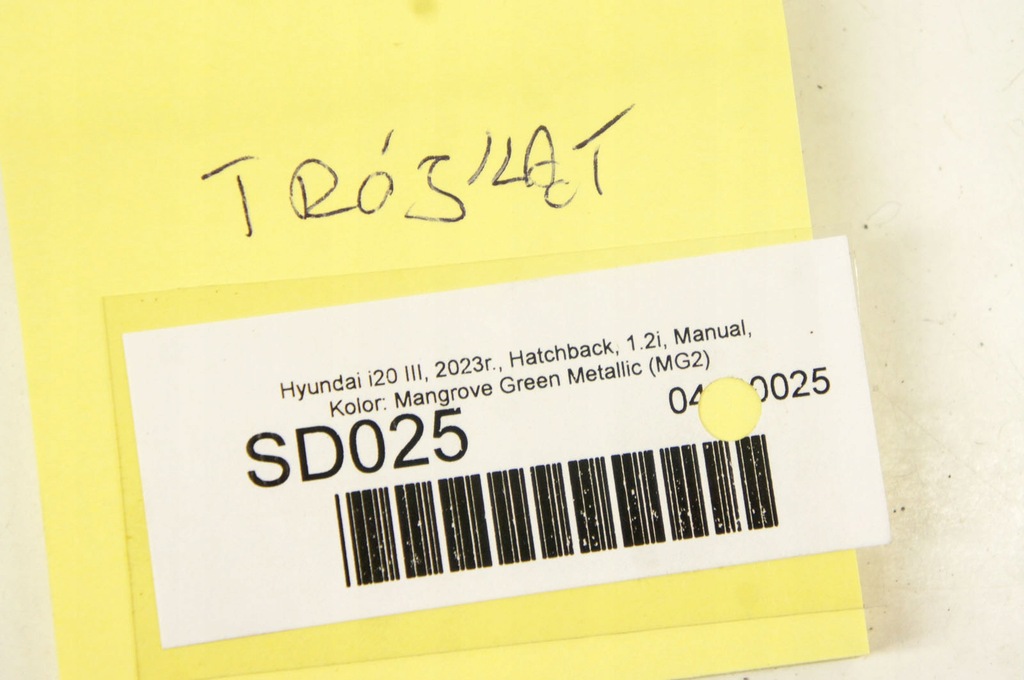 TRÓJKĄT
Hyundai i20 III, 2023r., Hatchback, 1.2i, Manual,
Kolor: Mangrove Green Metallic (MG2)
SD025